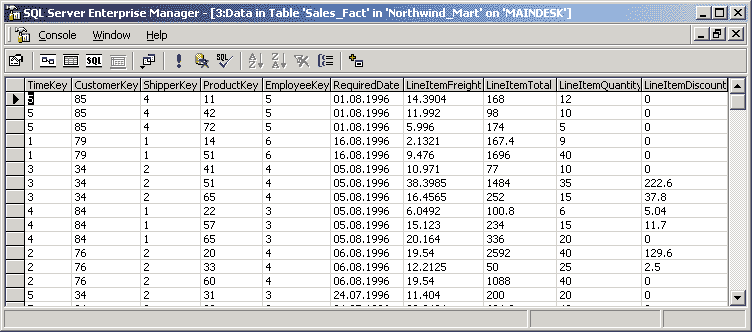 SQL Server Enterprise Manager - [3:Data in Table 'Sales_Fact' in 'Northwind_Mart' on 'MAINDESK']
Console Window Help
SQL SQL
TimeKey CustomerKey ShipperKey ProductKey EmployeeKey RequiredDate LineItemFreight LineItemTotal LineItemQuantity LineItemDiscount
5 85 4 11 5 01.08.1996 14.3904 168 12 0
5 85 4 42 5 01.08.1996 11.992 98 10 0
5 85 4 72 5 01.08.1996 5.996 174 5 0
1 79 1 14 6 16.08.1996 2.1321 167.4 9 0
1 79 1 51 6 16.08.1996 9.476 1696 40 0
3 34 2 41 4 05.08.1996 10.971 77 10 0
3 34 2 51 4 05.08.1996 38.3985 1484 35 222.6
3 34 2 65 4 05.08.1996 16.4565 252 15 37.8
4 84 1 22 3 05.08.1996 6.0492 100.8 6 5.04
4 84 1 57 3 05.08.1996 15.123 234 15 11.7
4 84 1 65 3 05.08.1996 20.164 336 20 0
2 76 2 20 4 06.08.1996 19.54 2592 40 129.6
2 76 2 33 4 06.08.1996 12.2125 50 25 2.5
2 76 2 60 4 06.08.1996 19.54 1088 40 0
5 34 2 31 3 24.07.1996 11.404 200 20 0